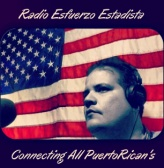 Radio Esfuerzo Estadista
Connecting All PuertoRican's